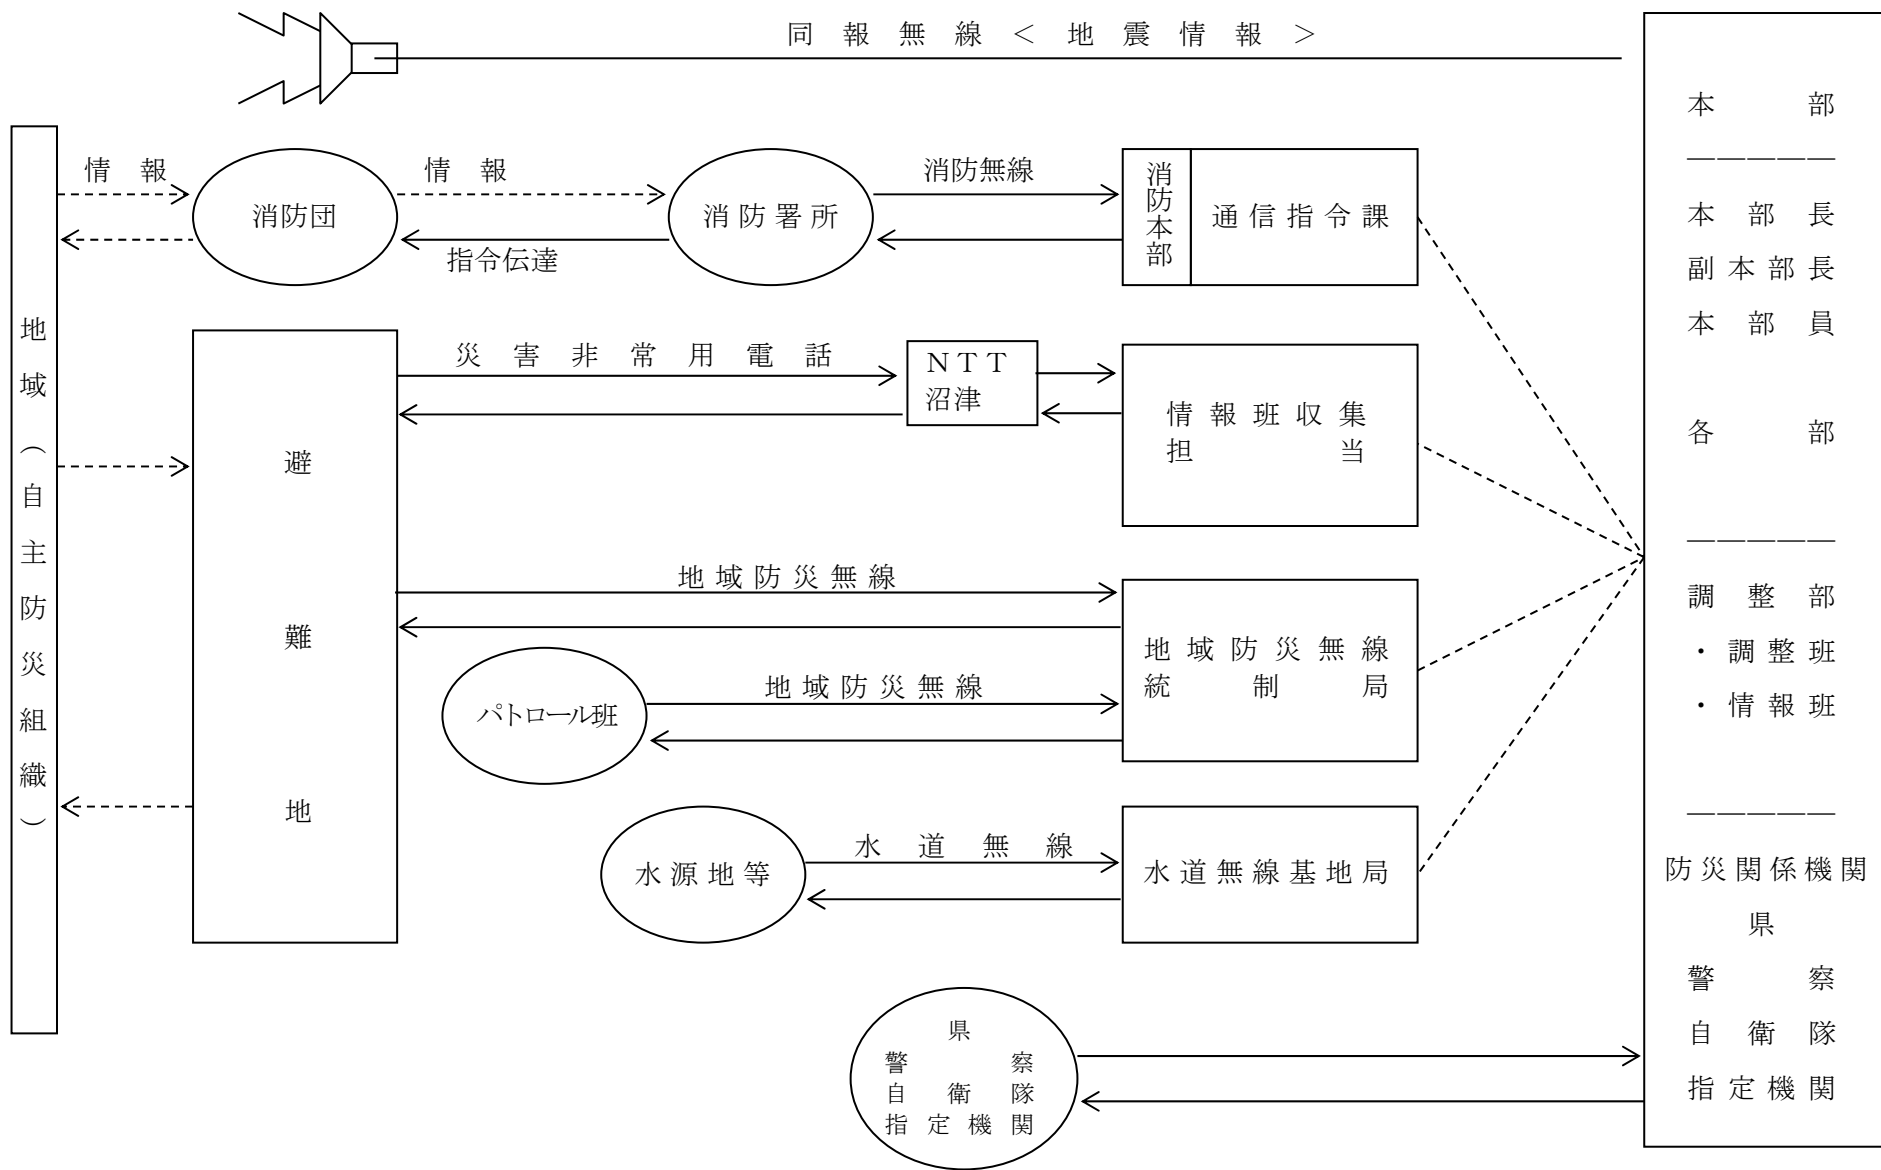 同報無線＜地震情報＞
地域（自主防災組織）
情報
消防団
情報
指令伝達
消防署所
消防無線
消防本部
通信指令課
避難地
災害非常用電話
ＮＴＴ
沼津
情報班収集
担当
地域防災無線
地域防災無線
統制局
パトロール班
地域防災無線
水源地等
水道無線
水道無線基地局
県
警察
自衛隊
指定機関
本部
―――――
本部長
副本部長
本部員
各部
―――――
調整部
・調整班
・情報班
―――――
防災関係機関
県
警察
自衛隊
指定機関